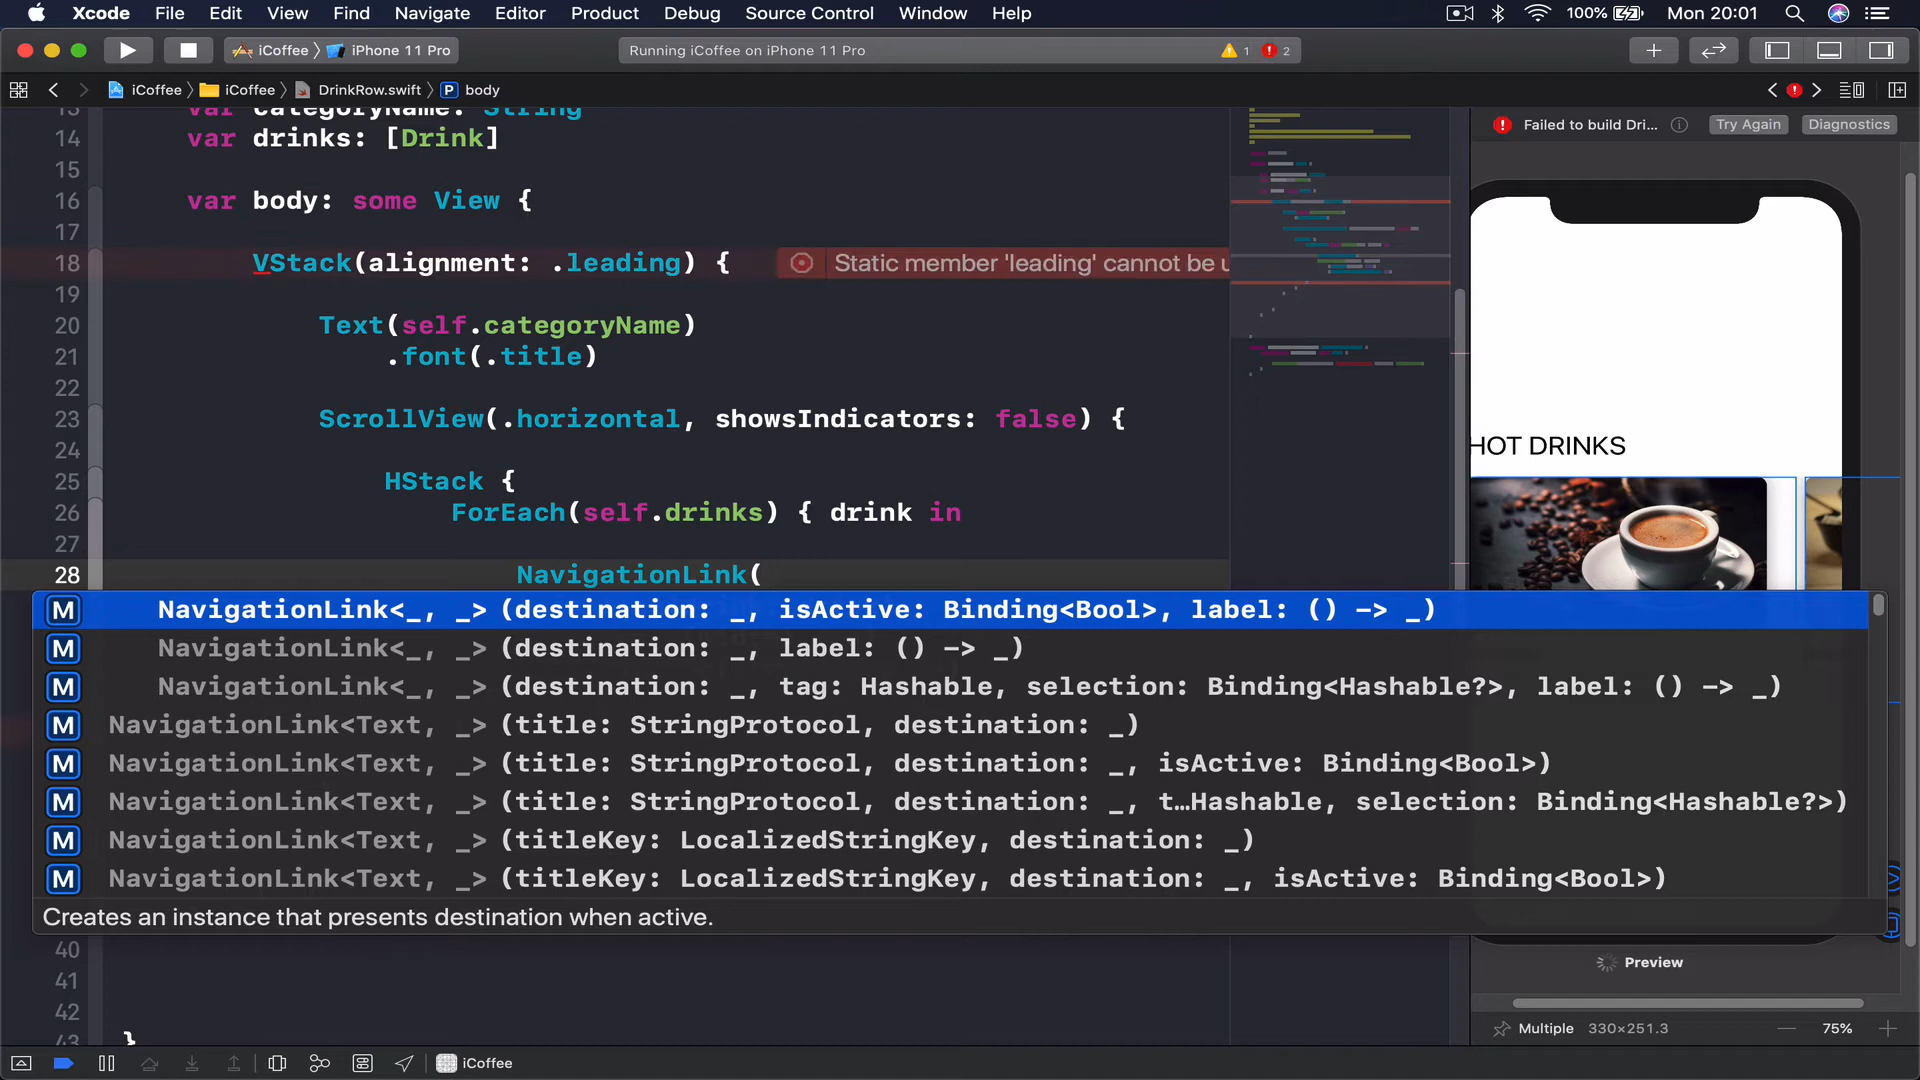 Xcode File Edit View Find Navigate Editor Product Debug Source Control Window Help 100% Mon 20:01
iCoffee iPhone 11 Pro Running iCoffee on iPhone 11 Pro 1 2
iCoffee iCoffee DrinkRow.swift P body
Failed to build Dri... Try Again Diagnostics
13 var categoryName: String
14 var drinks: [Drink]
15
16 var body: some View {
17
18 VStack(alignment: .leading) { Static member 'leading' cannot be u
19
20 Text(self.categoryName)
21 .font(.title)
22
23 ScrollView(.horizontal, showsIndicators: false) {
24
25 HStack {
26 ForEach(self.drinks) { drink in
27
28 NavigationLink(
HOT DRINKS
M NavigationLink<_, _> (destination: _, isActive: Binding<Bool>, label: () -> _)
M NavigationLink<_, _> (destination: _, label: () -> _)
M NavigationLink<_, _> (destination: _, tag: Hashable, selection: Binding<Hashable?>, label: () -> _)
M NavigationLink<Text, _> (title: StringProtocol, destination: _)
M NavigationLink<Text, _> (title: StringProtocol, destination: _, isActive: Binding<Bool>)
M NavigationLink<Text, _> (title: StringProtocol, destination: _, t…Hashable, selection: Binding<Hashable?>)
M NavigationLink<Text, _> (titleKey: LocalizedStringKey, destination: _)
M NavigationLink<Text, _> (titleKey: LocalizedStringKey, destination: _, isActive: Binding<Bool>)
Creates an instance that presents destination when active.
40
41
42
43 }
Preview
Multiple 330×251.3 75%
iCoffee